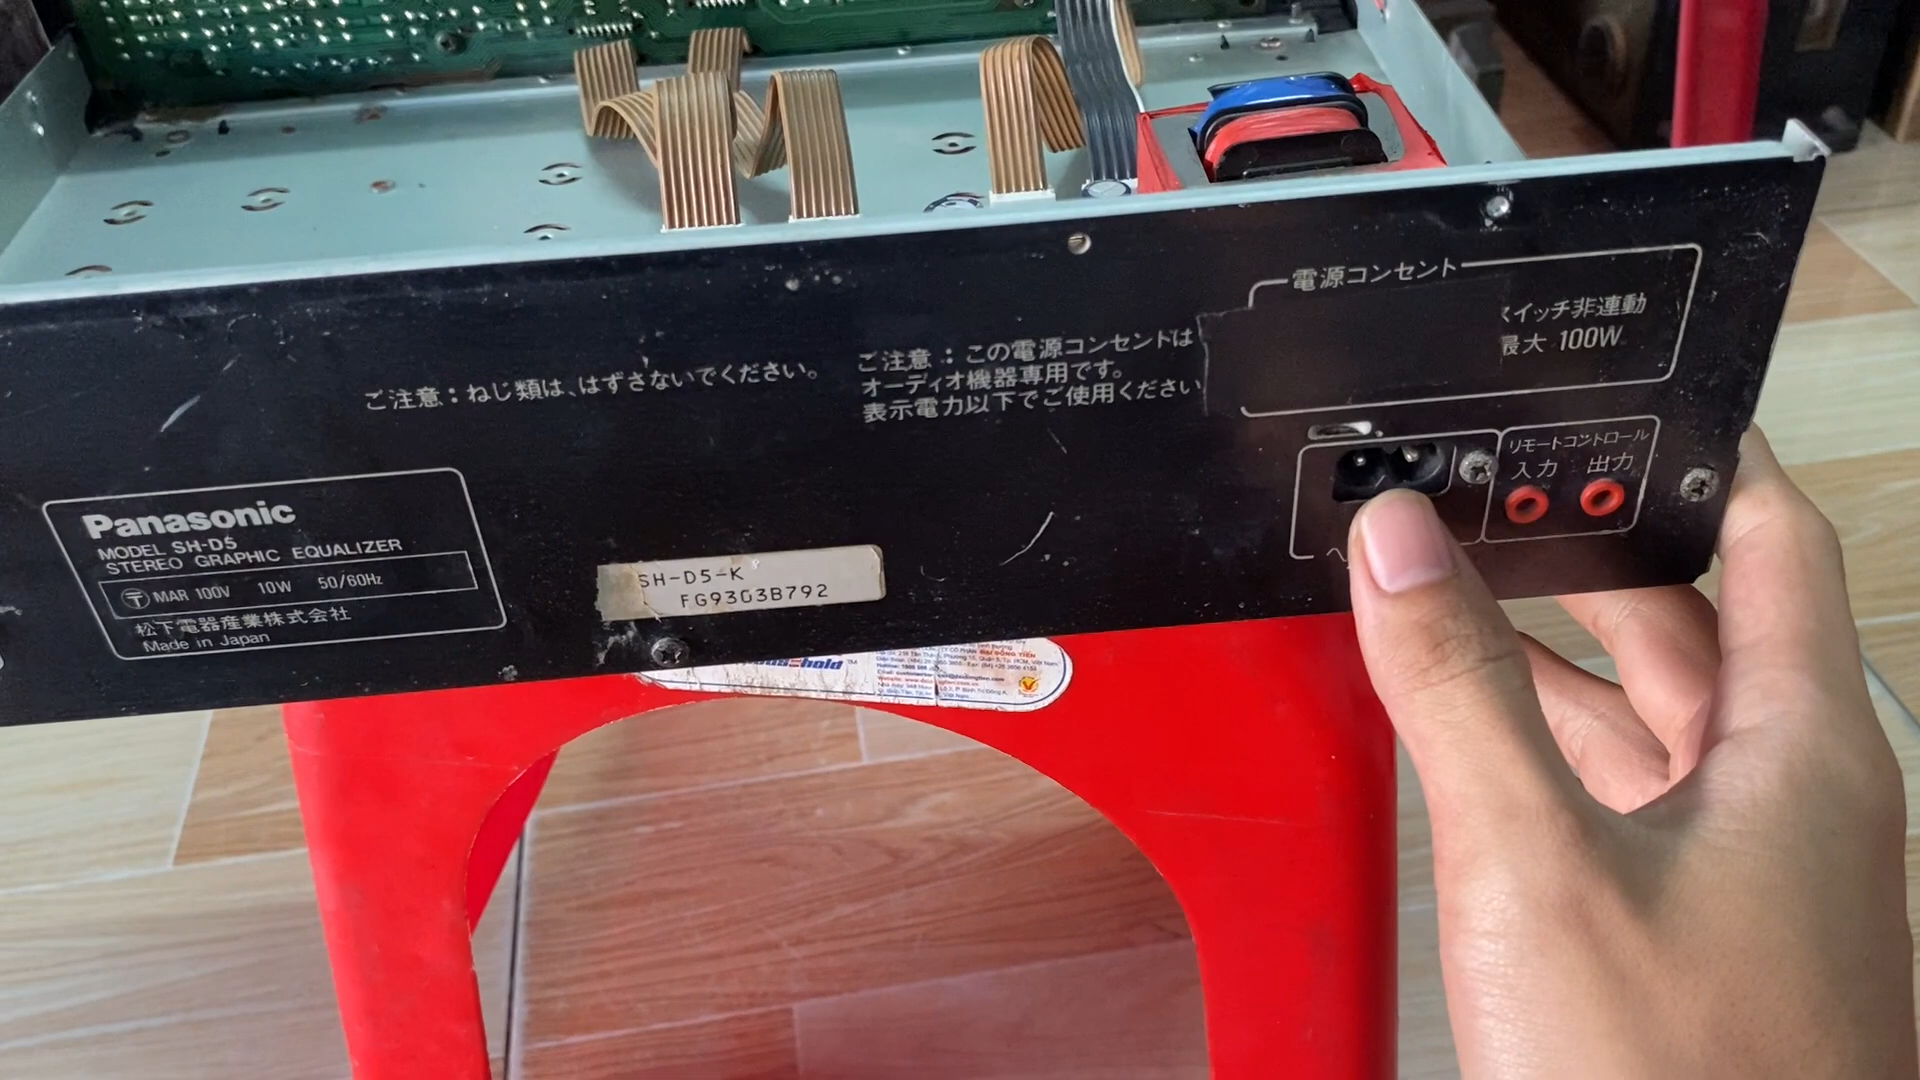 電源コンセント
スイッチ非連動
最大 100W
ご注意：ねじ類は、はずさないでください。
ご注意：この電源コンセントは
オーディオ機器専用です。
表示電力以下でご使用ください
リモートコントロール
入力 出力
Panasonic
MODEL SH-D5
STEREO GRAPHIC EQUALIZER
〒 MAR 100V 10W 50/60Hz
松下電器産業株式会社
Made in Japan
SH-D5-K
FG9303B792
hold